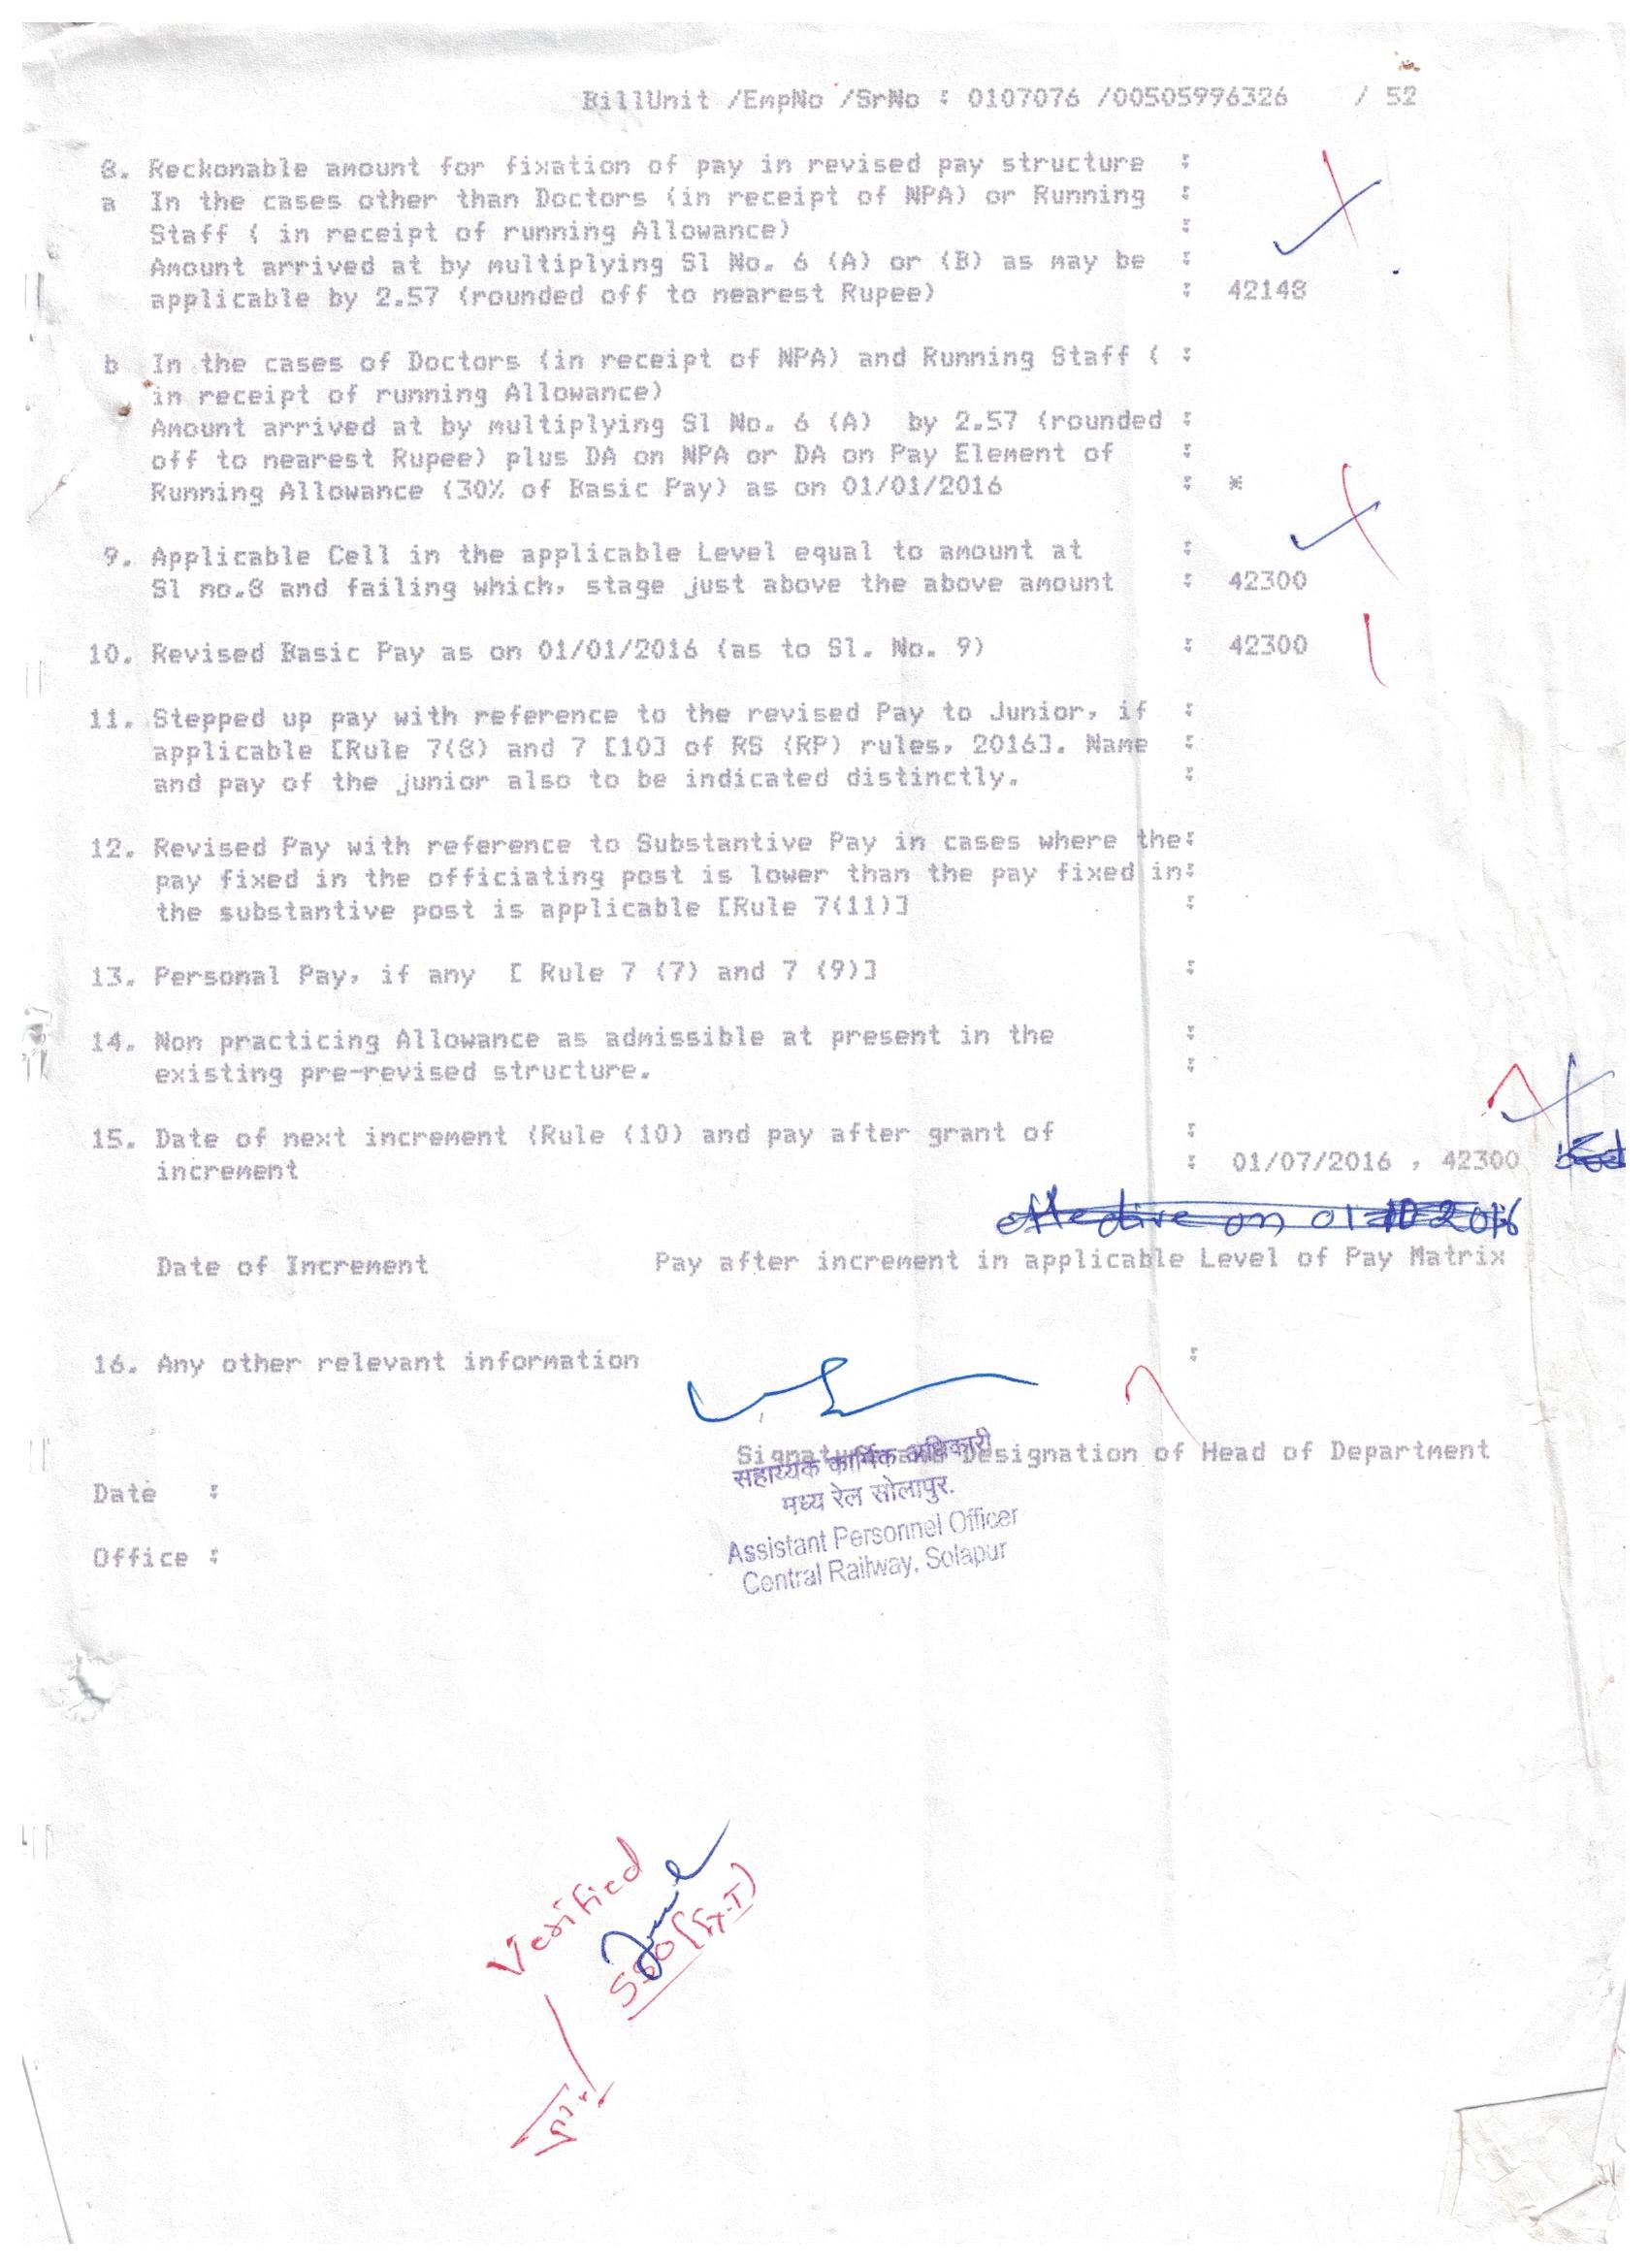 BillUnit /EmpNo /SrNo : 0107076 /00505996326 / 52
8. Reckonable amount for fixation of pay in revised pay structure :
a In the cases other than Doctors (in receipt of NPA) or Running :
Staff ( in receipt of running Allowance) :
Amount arrived at by multiplying Sl No. 6 (A) or (B) as may be :
applicable by 2.57 (rounded off to nearest Rupee) : 42148
b In the cases of Doctors (in receipt of NPA) and Running Staff ( :
in receipt of running Allowance)
Amount arrived at by multiplying Sl No. 6 (A) by 2.57 (rounded :
off to nearest Rupee) plus DA on NPA or DA on Pay Element of :
Running Allowance (30% of Basic Pay) as on 01/01/2016 : *
9. Applicable Cell in the applicable Level equal to amount at :
Sl no.8 and failing which, stage just above the above amount : 42300
10. Revised Basic Pay as on 01/01/2016 (as to Sl. No. 9) : 42300
11. Stepped up pay with reference to the revised Pay to Junior, if :
applicable [Rule 7(8) and 7 [10] of RS (RP) rules, 2016]. Name :
and pay of the junior also to be indicated distinctly. :
12. Revised Pay with reference to Substantive Pay in cases where the:
pay fixed in the officiating post is lower than the pay fixed in:
the substantive post is applicable [Rule 7(11)] :
13. Personal Pay, if any [ Rule 7 (7) and 7 (9)] :
14. Non practicing Allowance as admissible at present in the :
existing pre-revised structure. :
15. Date of next increment (Rule (10) and pay after grant of :
increment : 01/07/2016 , 42300
effective on 01 10 2016
Date of Increment Pay after increment in applicable Level of Pay Matrix
16. Any other relevant information :
Signature and Designation of Head of Department
सहाय्यक कार्मिक अधिकारी
मध्य रेल सोलापुर.
Assistant Personnel Officer
Central Railway, Solapur
Date :
Office :
Verified
SSO (Fx-I)